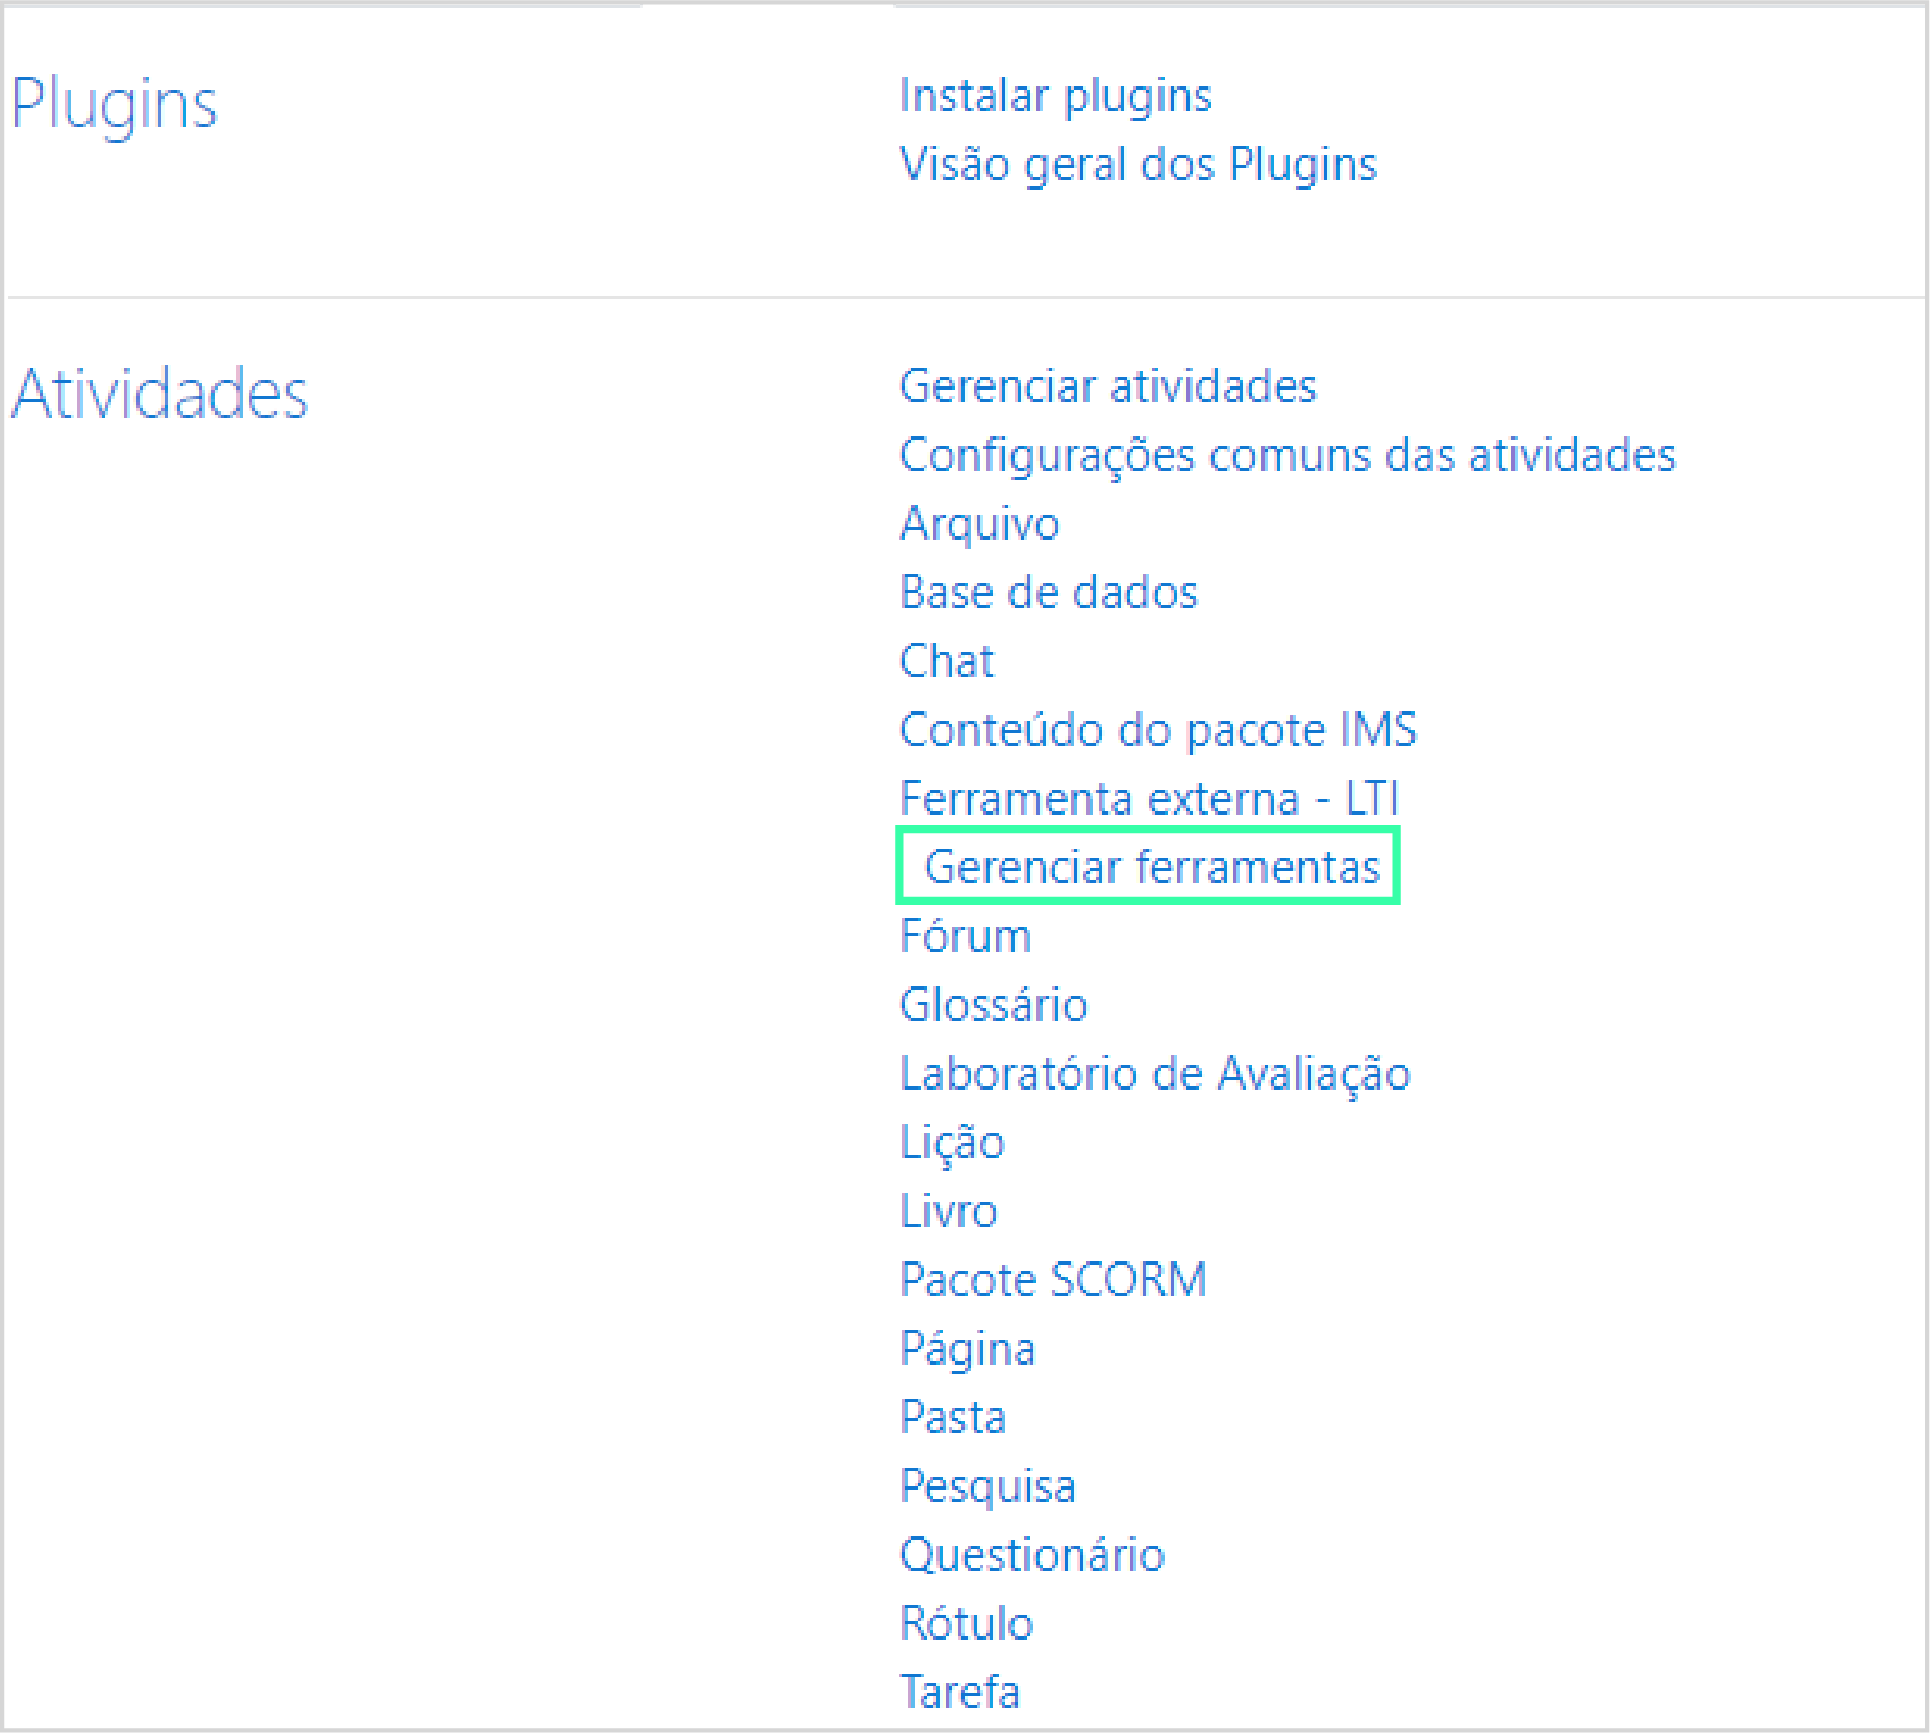 Plugins
Instalar plugins
Visão geral dos Plugins
Atividades
Gerenciar atividades
Configurações comuns das atividades
Arquivo
Base de dados
Chat
Conteúdo do pacote IMS
Ferramenta externa - LTI
Gerenciar ferramentas
Fórum
Glossário
Laboratório de Avaliação
Lição
Livro
Pacote SCORM
Página
Pasta
Pesquisa
Questionário
Rótulo
Tarefa